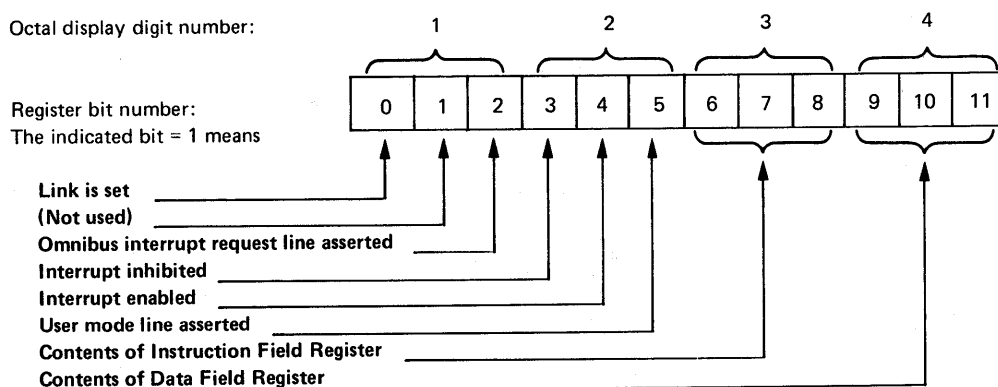 Octal display digit number:
1 2 3 4
Register bit number:
0 1 2 3 4 5 6 7 8 9 10 11
The indicated bit = 1 means
Link is set
(Not used)
Omnibus interrupt request line asserted
Interrupt inhibited
Interrupt enabled
User mode line asserted
Contents of Instruction Field Register
Contents of Data Field Register